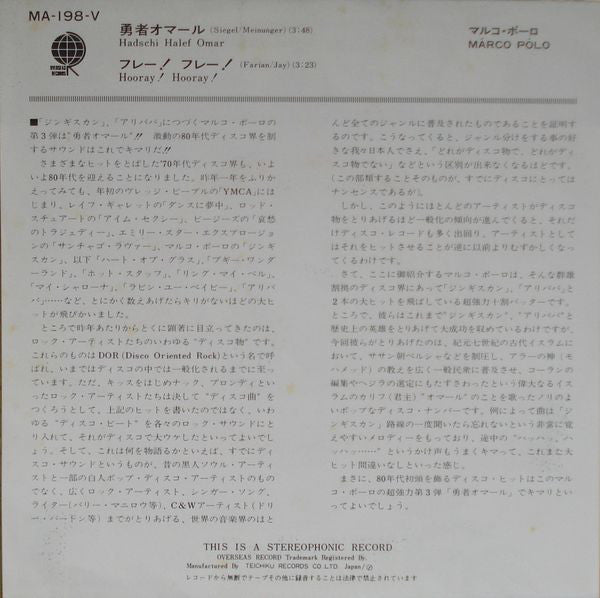 MA-198-V
OVERSEAS RECORDS
勇者オマール (Siegel/Meinunger)(3:48)
Hadschi Halef Omar
フレー! フレー! (Farian/Jay)(3:23)
Hooray! Hooray!
マルコ・ポーロ
MARCO POLO
■「ジンギスカン」、「アリババ」につづくマルコ・ポーロの
第3弾は"勇者オマール"!! 激動の80年代ディスコ界を制
するサウンドはこれでキマリだ!!
さまざまなヒットをとばした'70年代ディスコ界も、いよ
いよ80年代を迎えることになりました。昨年一年をふりか
えってみても、年初のヴィレッジ・ピープルの「YMCA」には
じまり、レイフ・ギャレットの「ダンスに夢中」、ロッド・
スチュアートの「アイム・セクシー」、ビージーズの「哀愁
のトラジェディー」、エミリー・スター・エクスプロージョ
ンの「サンチャゴ・ラヴァー」、マルコ・ポーロの「ジンギ
スカン」、以下「ハート・オブ・グラス」、「ブギー・ワンダ
ーランド」、「ホット・スタッフ」、「リング・マイ・ベル」、
「マイ・シャローナ」、「ラビン・ユー・ベイビー」、「アリバ
バ」……など、とにかく数えあげたらキリがないほどの大ヒ
ットが飛びかいました。
ところで昨年あたりからとくに顕著に目立ってきたのは、
ロック・アーティストたちのいわゆる"ディスコ物"です。
これらのものはDOR(Disco Oriented Rock)という名で呼
ばれ、いまではディスコの中では一般化されるまでに至っ
ています。ただ、キッスをはじめナック、ブロンディとい
ったロック・アーティストたちは決して"ディスコ曲"を
つくろうとして、上記のヒットを書いたのではなく、いわ
ゆる"ディスコ・ビート"を各々のロック・サウンドにと
り入れて、それがディスコで大ウケしたといってよいでしょ
う。そして、これは何を物語るかといえば、すでにディス
コ・サウンドというものが、昔の黒人ソウル・アーティ
ストと一部の白人ポップ・ディスコ・アーティストのもの
でなく、広くロック・アーティスト、シンガー・ソング・
ライター(バリー・マニロウ等)、C&Wアーティスト(ドリ
ー・パードン等)までがとりあげる、世界の音楽界のほと
んど全てのジャンルに普及されたものであることを証明す
るのです。こうなってくると、ジャンル分けをする事の好
きな我々日本人でさえ、「これがディスコ物で、どれがディ
スコ物でない」などという区別が出来なくなるほどです。
(この部類することそのものが、すでにディスコにとっては
ナンセンスであるが)。
しかし、このようにほとんどのアーティストがディスコ
物をとりあげるほど一般化の傾向が進んでくると、それだ
けディスコ・レコードも多く出回り、アーティストとして
はそれをヒットさせることが逆に以前よりむずかしくなっ
てくるわけです。
さて、ここに御紹介するマルコ・ポーロは、そんな群雄
割拠のディスコ界にあって「ジンギスカン」、「アリババ」と
2本の大ヒットを飛ばしている超強力十割バッターです。
ところで、彼らはこれまで"ジンギスカン"、"アリババ"と
歴史上の英雄をとりあげて大成功を収めているわけですが、
今回彼らがとりあげたのは、紀元七世紀の古代イスラムに
おいて、ササン朝ペルシャなどを制圧し、アラーの神(モ
ハメッド)の教えを広く一般民衆に普及させ、コーランの
編集やヘジラの選定にもたずさわったという偉大なるイス
ラムのカリフ(君主)"オマール"のことを歌ったノリのよ
いポップなディスコ・ナンバーです。例によって曲は「ジ
ンギスカン」路線の一度聞いたら忘れないという非常に覚
えやすいメロディーをもっており、途中の"ハッハッ、ハ
ッハッ……"というかけ声もうまくキマって、これまた大
ヒット間違いなしといった感じ。
まさに、80年代初頭を飾るディスコ・ヒットはこのマル
コ・ポーロの超強力第3弾「勇者オマール」でキマリとい
ってよいでしょう。
THIS IS A STEREOPHONIC RECORD
OVERSEAS RECORD Trademark Registered By.
Manufactured By TEICHIKU RECORDS CO.LTD. Japan/
レコードから無断でテープその他に録音することは法律で禁止されています